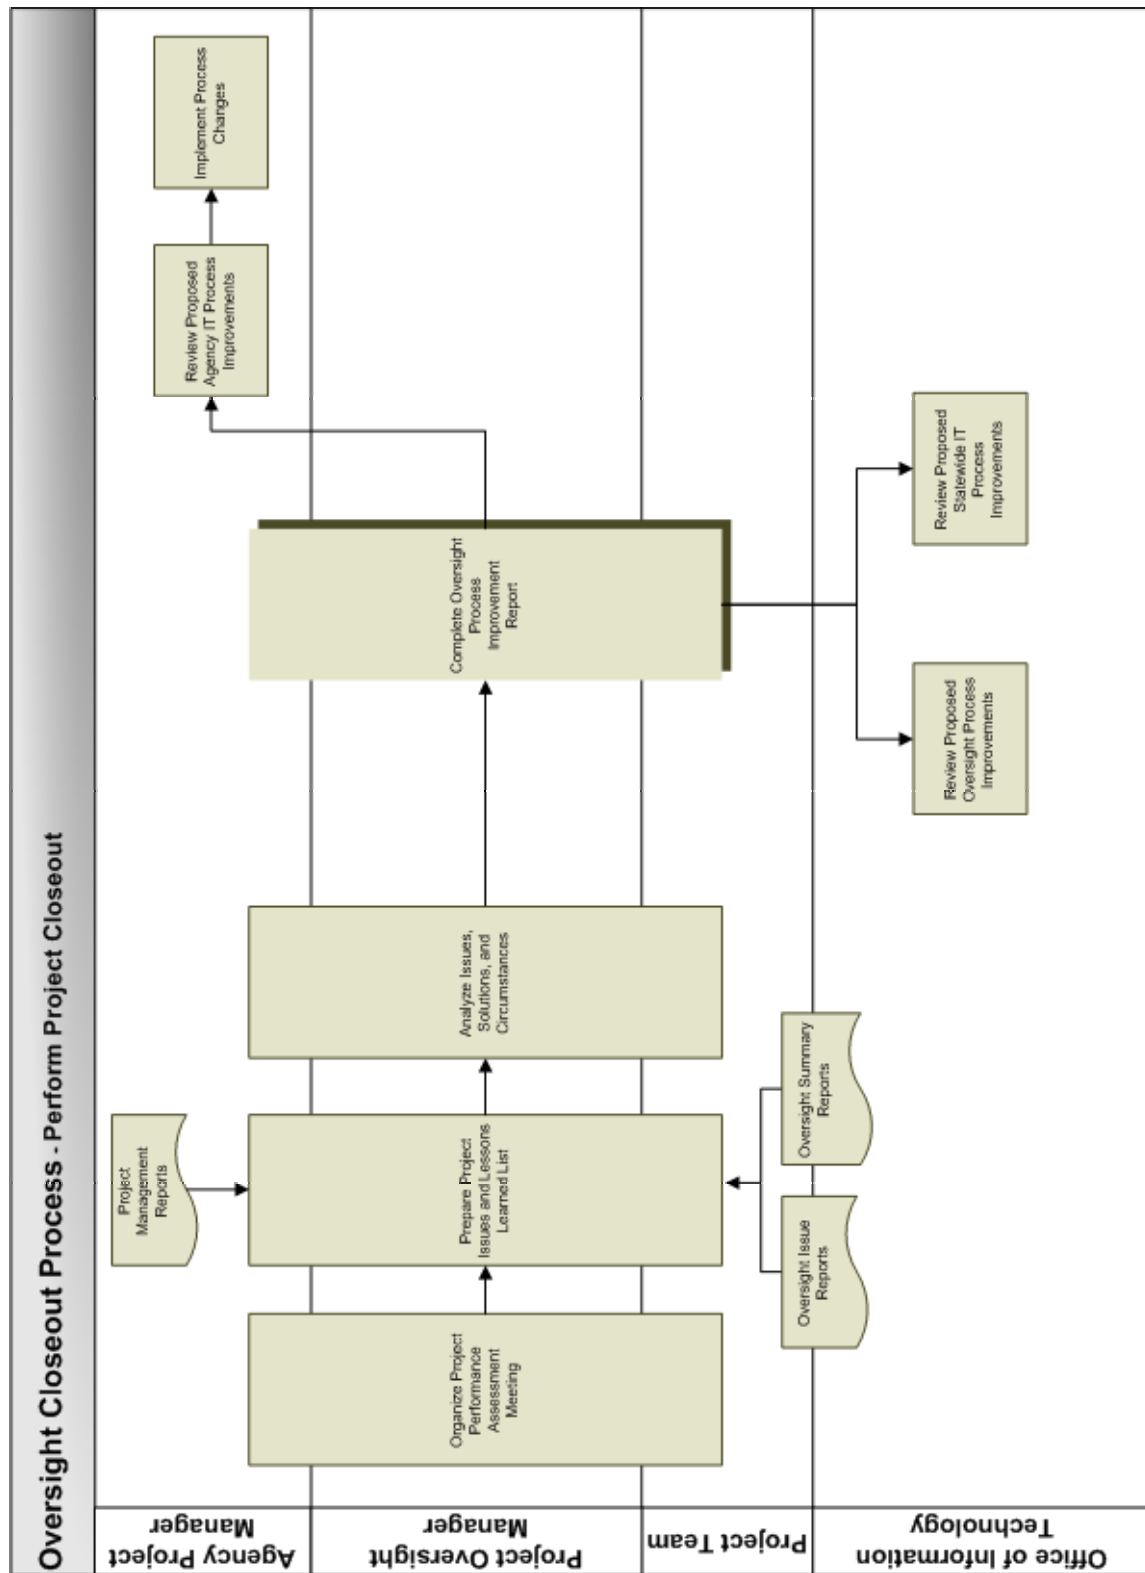 Oversight Closeout Process - Perform Project Closeout
Agency Project
Manager
Project
Management
Reports
Review Proposed
Agency IT Process
Improvements
Implement Process
Changes
Project Oversight
Manager
Organize Project
Performance
Assessment
Meeting
Prepare Project
Issues and Lessons
Learned List
Analyze Issues,
Solutions, and
Circumstances
Complete Oversight
Process
Improvement
Report
Project Team
Oversight Issue
Reports
Oversight Summary
Reports
Office of Information
Technology
Review Proposed
Oversight Process
Improvements
Review Proposed
Statewide IT
Process
Improvements